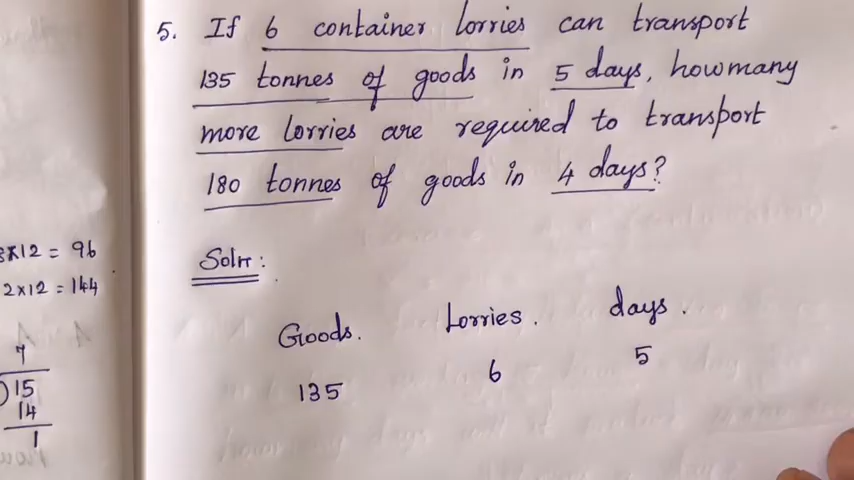 5. If 6 container lorries can transport
135 tonnes of goods in 5 days, howmany
more lorries are required to transport
180 tonnes of goods in 4 days?
Soln:
Goods. Lorries. days.
135 6 5
8x12 = 96
2x12 = 144
7
15
14
1